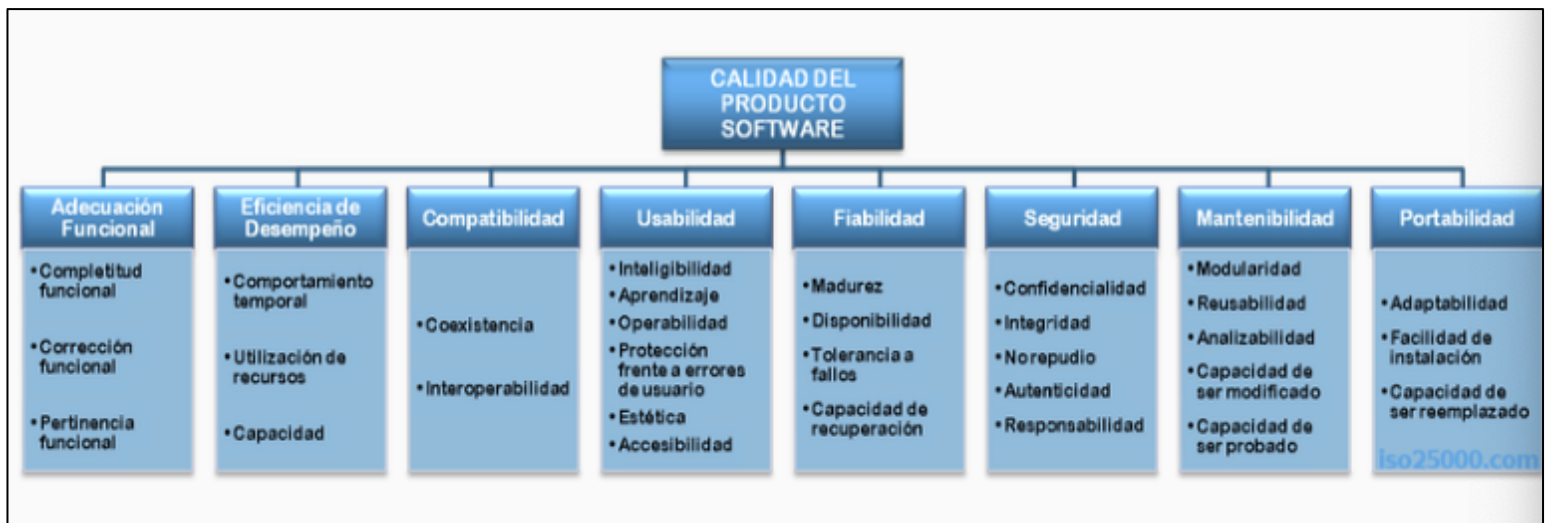 CALIDAD DEL
PRODUCTO
SOFTWARE
Adecuación
Funcional
• Completitud
funcional
• Corrección
funcional
• Pertinencia
funcional
Eficiencia de
Desempeño
• Comportamiento
temporal
• Utilización de
recursos
• Capacidad
Compatibilidad
• Coexistencia
• Interoperabilidad
Usabilidad
• Inteligibilidad
• Aprendizaje
• Operabilidad
• Protección
frente a errores
de usuario
• Estética
• Accesibilidad
Fiabilidad
• Madurez
• Disponibilidad
• Tolerancia a
fallos
• Capacidad de
recuperación
Seguridad
• Confidencialidad
• Integridad
• No repudio
• Autenticidad
• Responsabilidad
Mantenibilidad
• Modularidad
• Reusabilidad
• Analizabilidad
• Capacidad de
ser modificado
• Capacidad de
ser probado
Portabilidad
• Adaptabilidad
• Facilidad de
instalación
• Capacidad de
ser reemplazado
iso25000.com